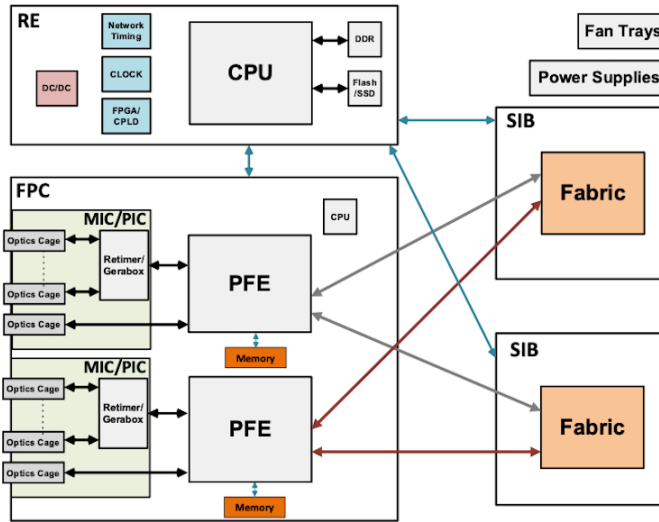 RE
Network
Timing
CLOCK
FPGA/
CPLD
DC/DC
CPU
DDR
Flash
/SSD
Fan Trays
Power Supplies
SIB
Fabric
FPC
CPU
MIC/PIC
Optics Cage
Optics Cage
Optics Cage
Retimer/
Gerabox
PFE
Memory
MIC/PIC
Optics Cage
Optics Cage
Optics Cage
Retimer/
Gerabox
PFE
Memory
SIB
Fabric